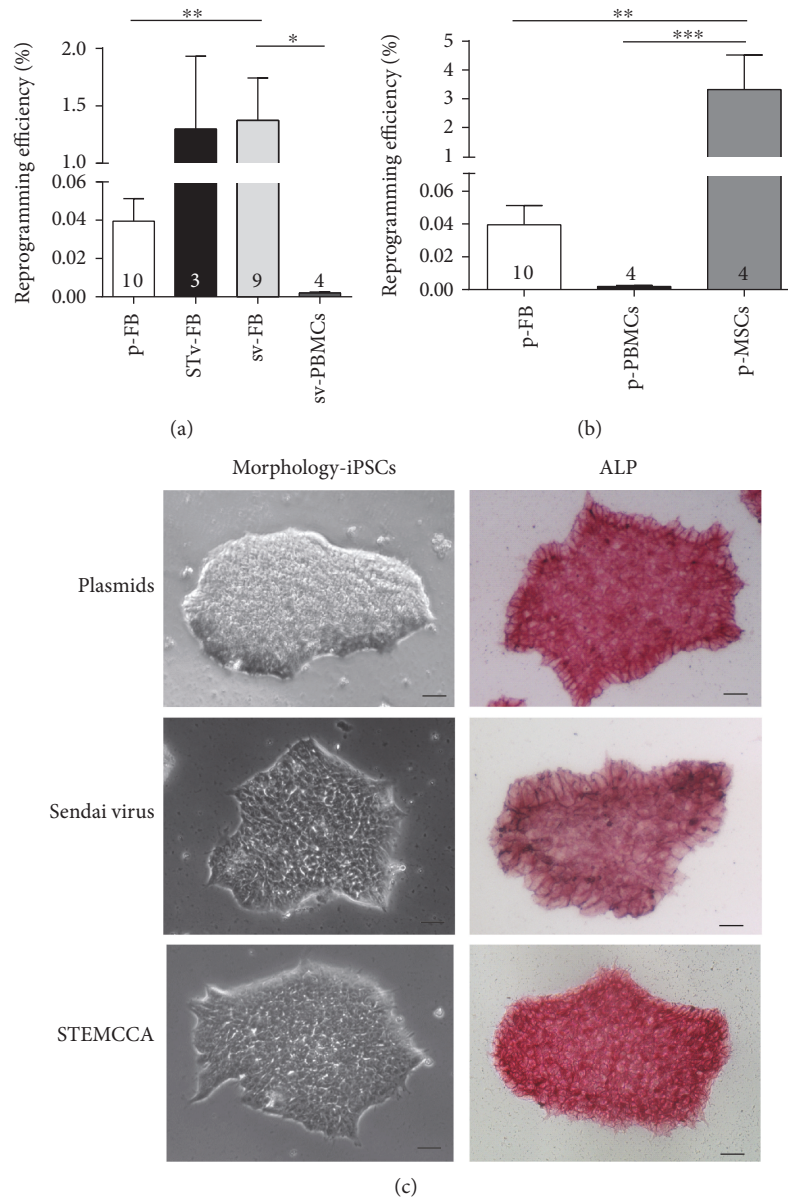 **
*
Reprogramming efficiency (%)
2.0
1.5
1.0
0.06
0.04
0.02
0.00
10
3
9
4
p-FB
STv-FB
sv-FB
sv-PBMCs
(a)
**
***
Reprogramming efficiency (%)
5
4
3
2
1
0.06
0.04
0.02
0.00
10
4
4
p-FB
p-PBMCs
p-MSCs
(b)
Morphology-iPSCs
ALP
Plasmids
Sendai virus
STEMCCA
(c)